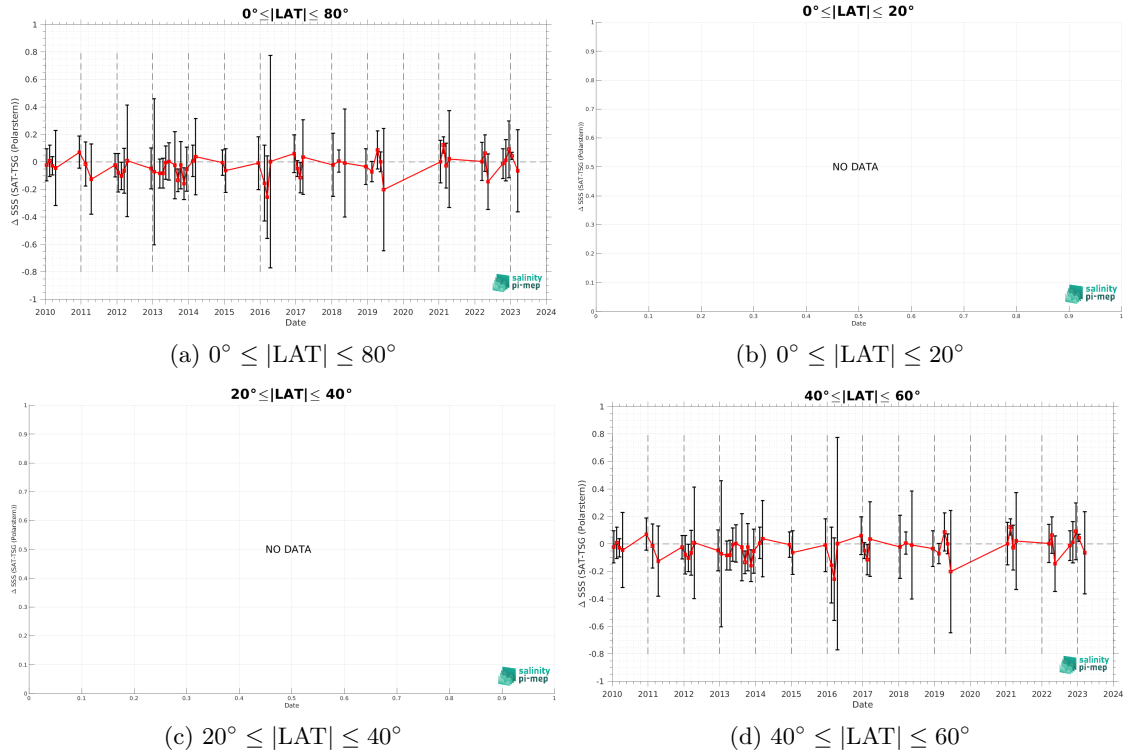 0°≤|LAT|≤ 80°
1
0.8
0.6
0.4
0.2
0
-0.2
-0.4
-0.6
-0.8
-1
Δ SSS (SAT-TSG (Polarstern))
2010 2011 2012 2013 2014 2015 2016 2017 2018 2019 2020 2021 2022 2023 2024
Date
salinity
pi-mep
(a) 0° ≤ |LAT| ≤ 80°
0°≤|LAT|≤ 20°
1
0.9
0.8
0.7
0.6
0.5
0.4
0.3
0.2
0.1
0
Δ SSS (SAT-TSG (Polarstern))
NO DATA
0 0.1 0.2 0.3 0.4 0.5 0.6 0.7 0.8 0.9 1
Date
salinity
pi-mep
(b) 0° ≤ |LAT| ≤ 20°
20°≤|LAT|≤ 40°
1
0.9
0.8
0.7
0.6
0.5
0.4
0.3
0.2
0.1
0
Δ SSS (SAT-TSG (Polarstern))
NO DATA
0 0.1 0.2 0.3 0.4 0.5 0.6 0.7 0.8 0.9 1
Date
salinity
pi-mep
(c) 20° ≤ |LAT| ≤ 40°
40°≤|LAT|≤ 60°
1
0.8
0.6
0.4
0.2
0
-0.2
-0.4
-0.6
-0.8
-1
Δ SSS (SAT-TSG (Polarstern))
2010 2011 2012 2013 2014 2015 2016 2017 2018 2019 2020 2021 2022 2023 2024
Date
salinity
pi-mep
(d) 40° ≤ |LAT| ≤ 60°